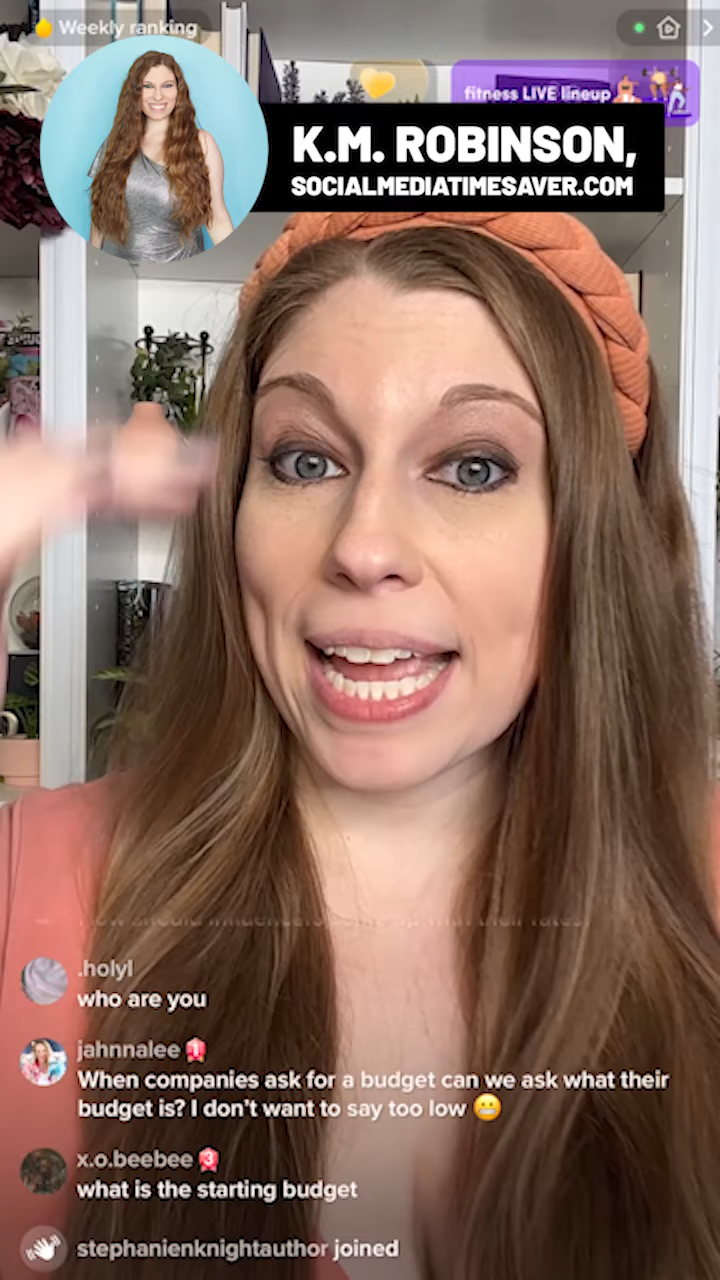 Weekly ranking
fitness LIVE lineup
K.M. ROBINSON,
SOCIALMEDIATIMESAVER.COM
.holyl
who are you
jahnnalee 1
When companies ask for a budget can we ask what their
budget is? I don't want to say too low 😬
x.o.beebee 3
what is the starting budget
stephanienknightauthor joined